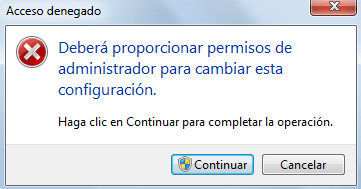 Acceso denegado
Deberá proporcionar permisos de
administrador para cambiar esta
configuración.
Haga clic en Continuar para completar la operación.
Continuar
Cancelar